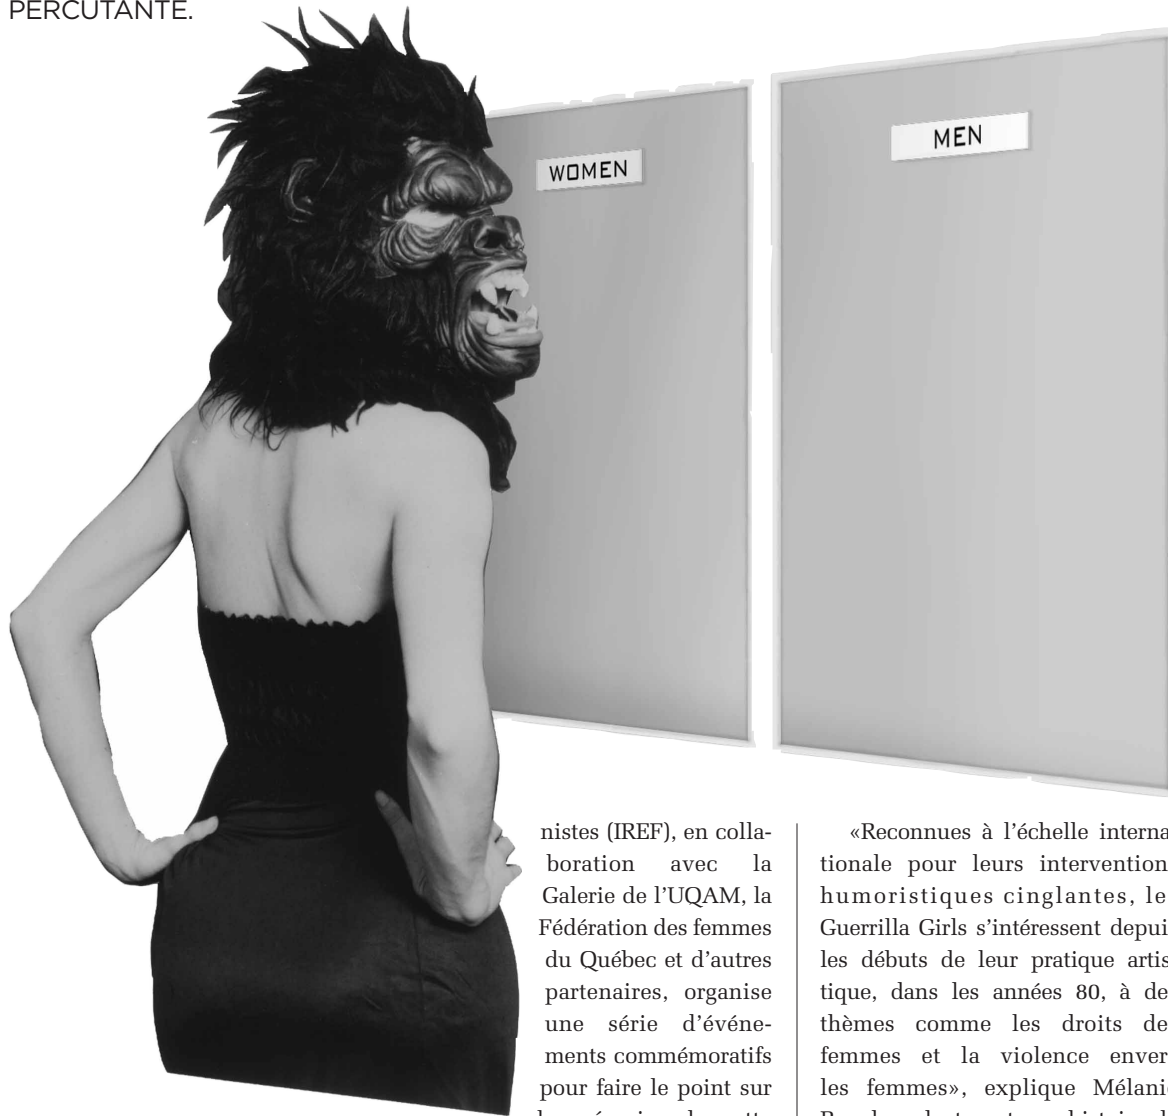 PERCUTANTE.
WOMEN
MEN
nistes (IREF), en colla-
boration avec la
Galerie de l'UQAM, la
Fédération des femmes
du Québec et d'autres
partenaires, organise
une série d'événe-
ments commémoratifs
pour faire le point sur
«Reconnues à l'échelle interna
tionale pour leurs intervention
humoristiques cinglantes, le
Guerrilla Girls s'intéressent depui
les débuts de leur pratique artis
tique, dans les années 80, à de
thèmes comme les droits de
femmes et la violence enver
les femmes», explique Mélani